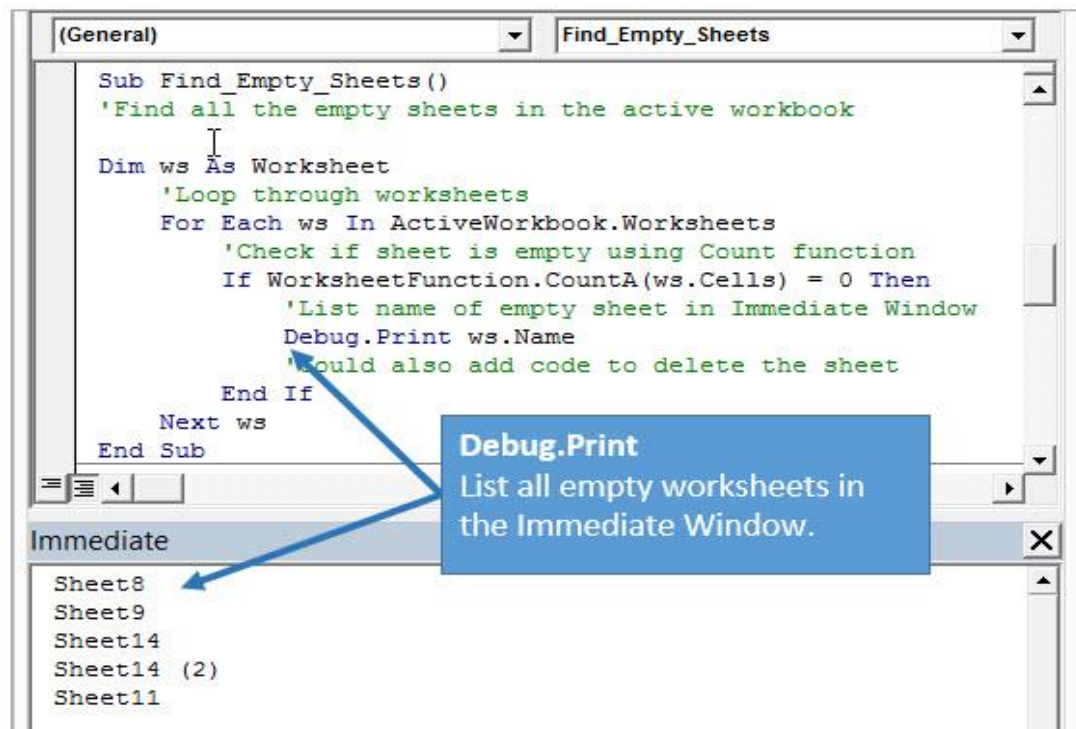 (General) Find_Empty_Sheets
Sub Find_Empty_Sheets()
'Find all the empty sheets in the active workbook
Dim ws As Worksheet
'Loop through worksheets
For Each ws In ActiveWorkbook.Worksheets
'Check if sheet is empty using Count function
If WorksheetFunction.CountA(ws.Cells) = 0 Then
'List name of empty sheet in Immediate Window
Debug.Print ws.Name
also add code to delete the sheet
End If
Next ws
End Sub
Debug.Print
List all empty worksheets in
the Immediate Window.
Immediate
Sheet8
Sheet9
Sheet14
Sheet14 (2)
Sheet11